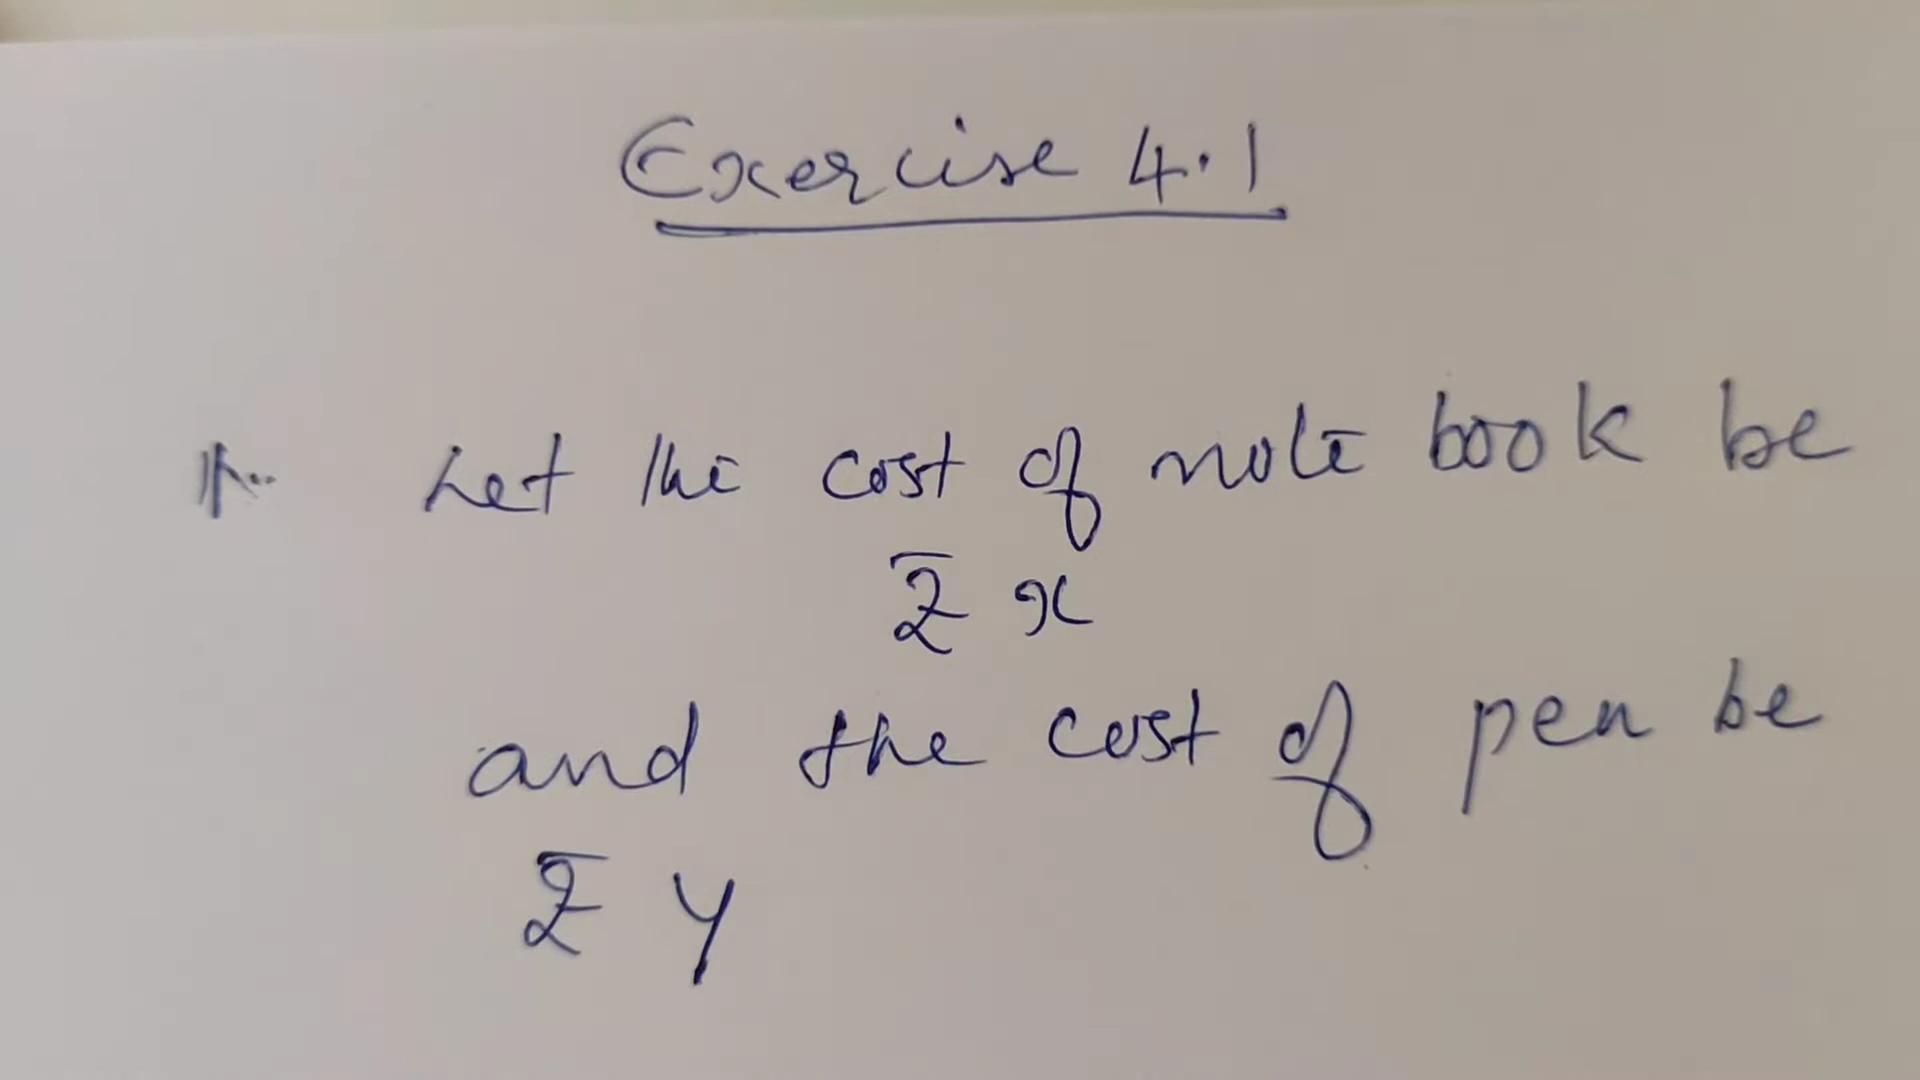 Exercise 4.1
1. Let the cost of note book be
₹ x
and the cost of pen be
₹ y